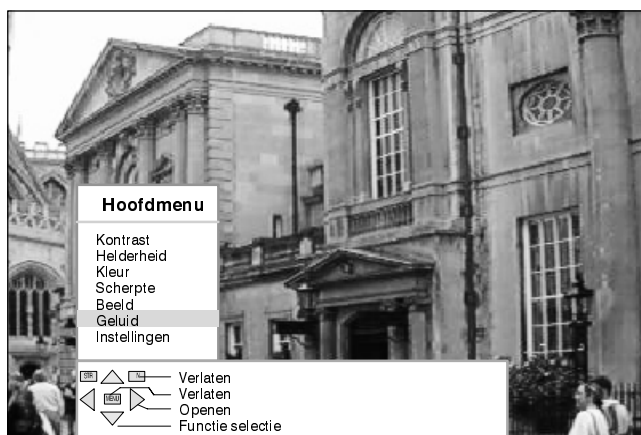 Hoofdmenu
Kontrast
Helderheid
Kleur
Scherpte
Beeld
Geluid
Instellingen
Verlaten
MENU Verlaten
Openen
Functie selectie